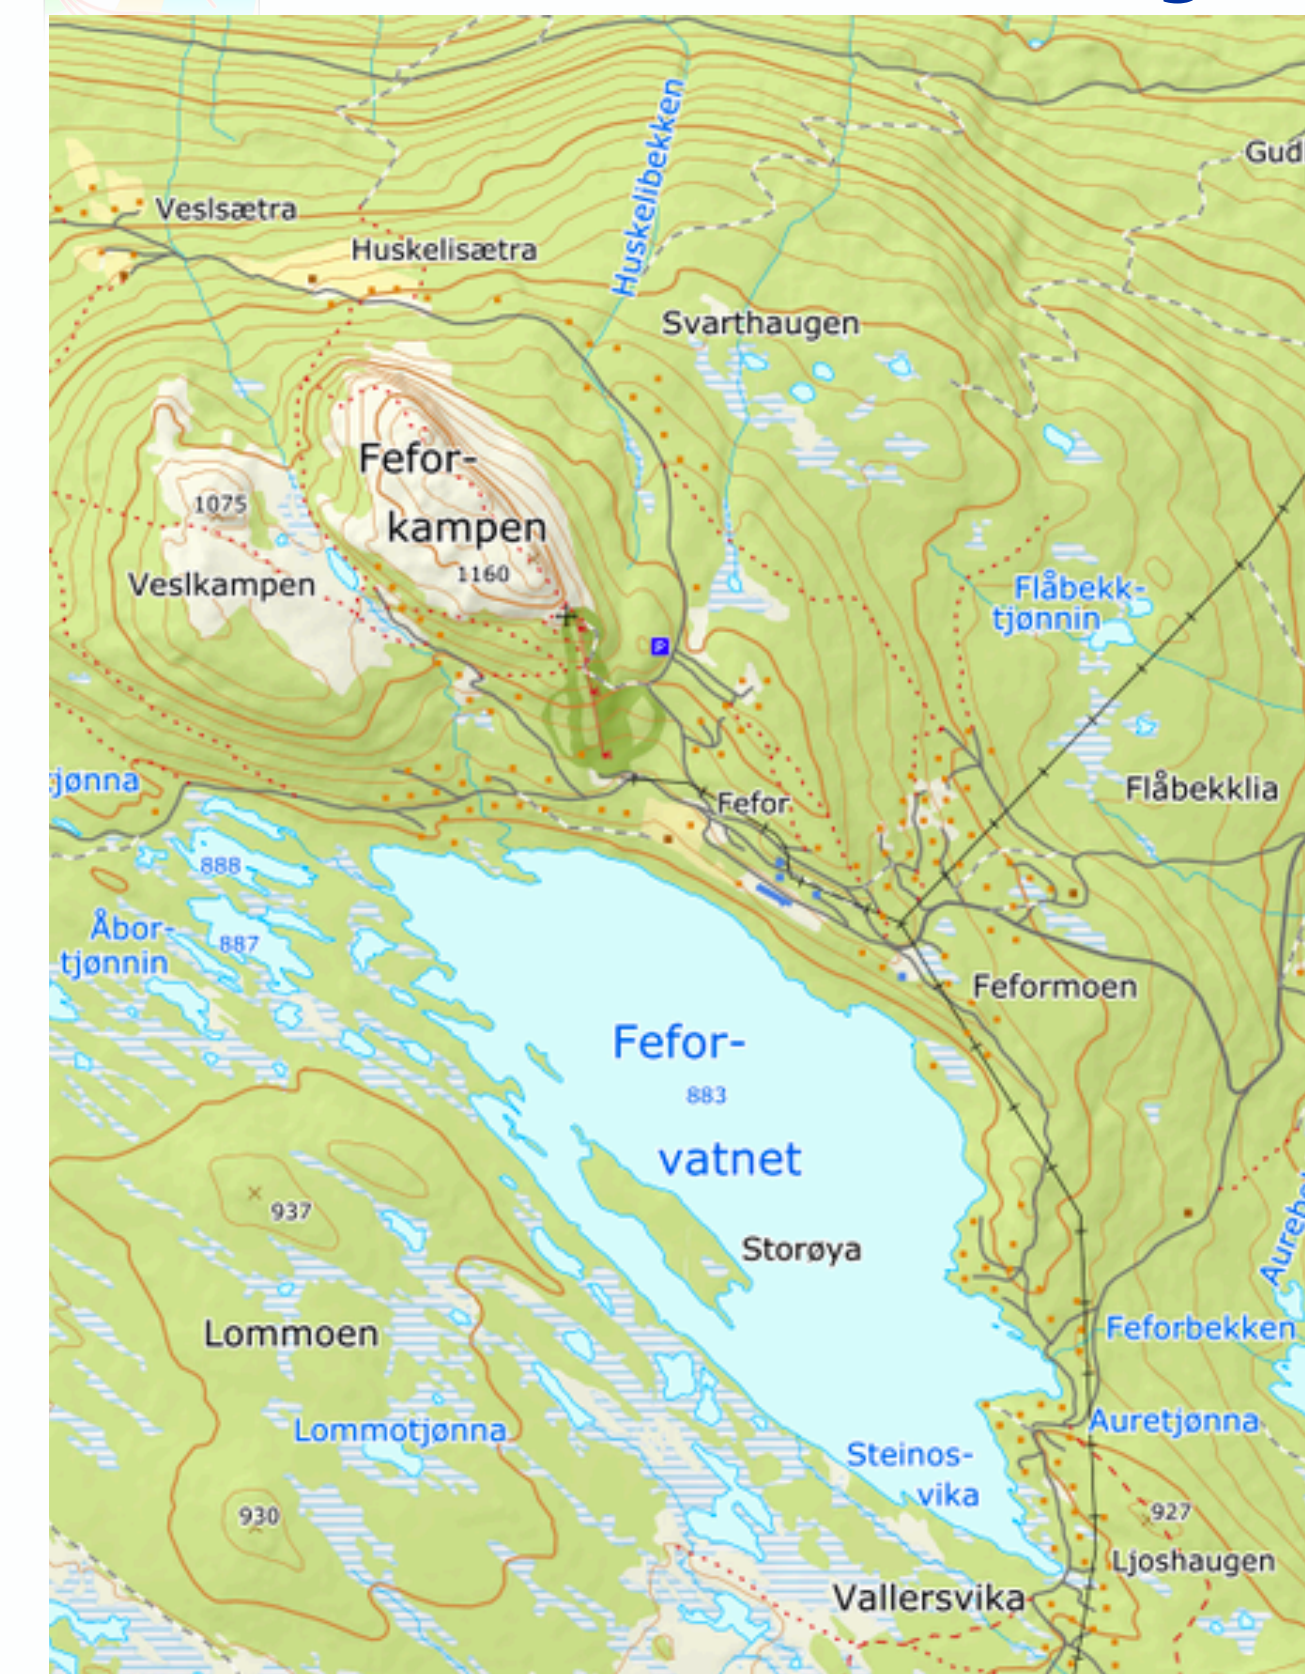 Huskelibekken
Veslsætra
Huskelisætra
Svarthaugen
Fefor-
kampen
1075
1160
Veslkampen
P
Flåbekk-
tjønnin
Flåbekklia
Fefor
888
Åbor-
tjønnin
887
Feformoen
Fefor-
883
vatnet
937
Storøya
Lommoen
Feforbekken
Lommotjønna
Auretjønna
Steinos-
vika
930
927
Ljoshaugen
Vallersvika